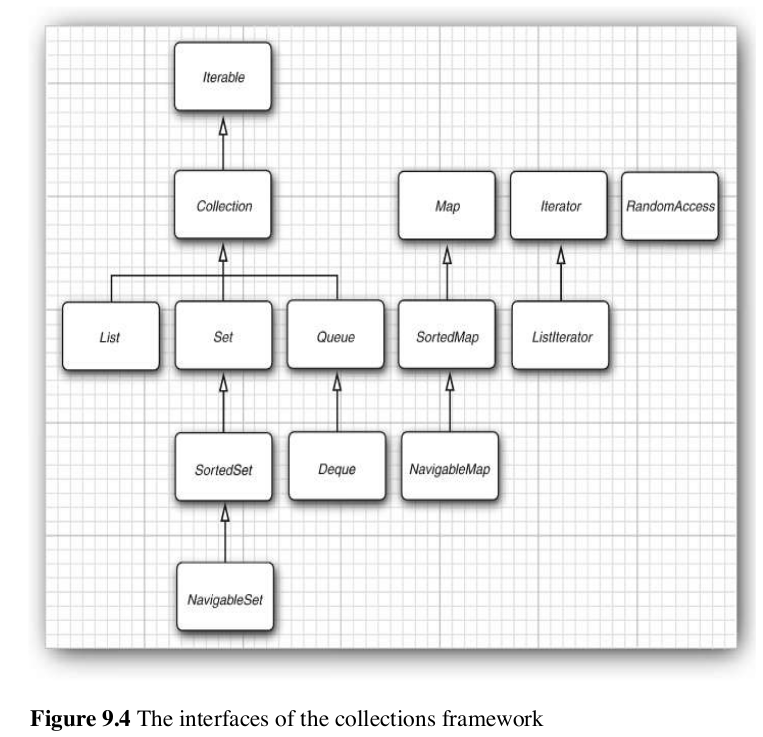 Iterable
Collection
Map
Iterator
RandomAccess
List
Set
Queue
SortedMap
ListIterator
SortedSet
Deque
NavigableMap
NavigableSet
Figure 9.4 The interfaces of the collections framework